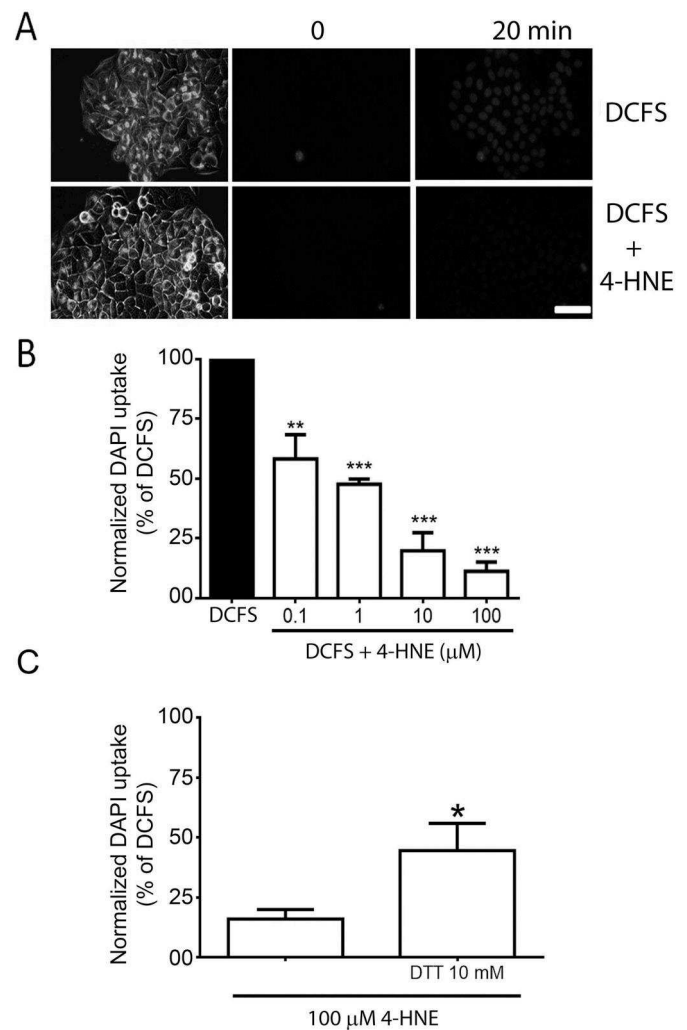 A
0 20 min
DCFS
DCFS
+
4-HNE
B
Normalized DAPI uptake
(% of DCFS)
100
75
50
25
00
**
***
***
***
DCFS 0.1 1 10 100
DCFS + 4-HNE (μM)
C
Normalized DAPI uptake
(% of DCFS)
100
75
50
25
00
*
DTT 10 mM
100 μM 4-HNE